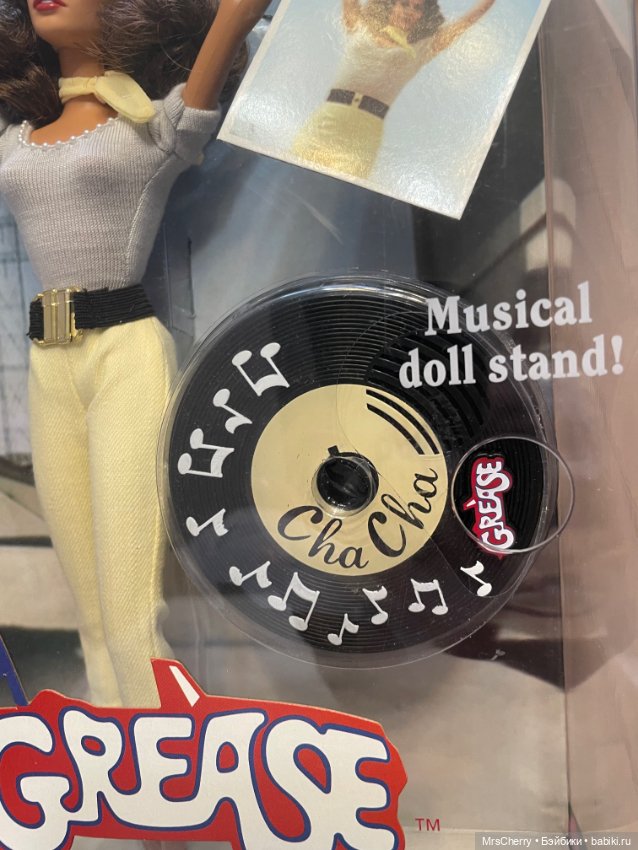 Musical
doll stand!
GREASE
Cha Cha
GREASE
TM
MrsCherry • Бэйбики • babiki.ru